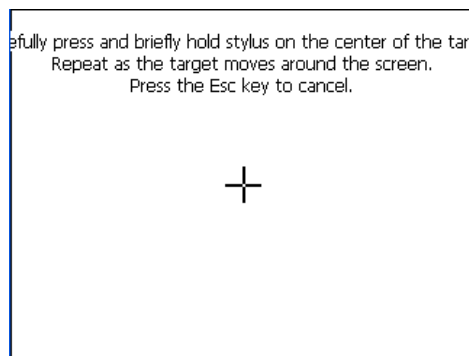 efully press and briefly hold stylus on the center of the tar
Repeat as the target moves around the screen.
Press the Esc key to cancel.